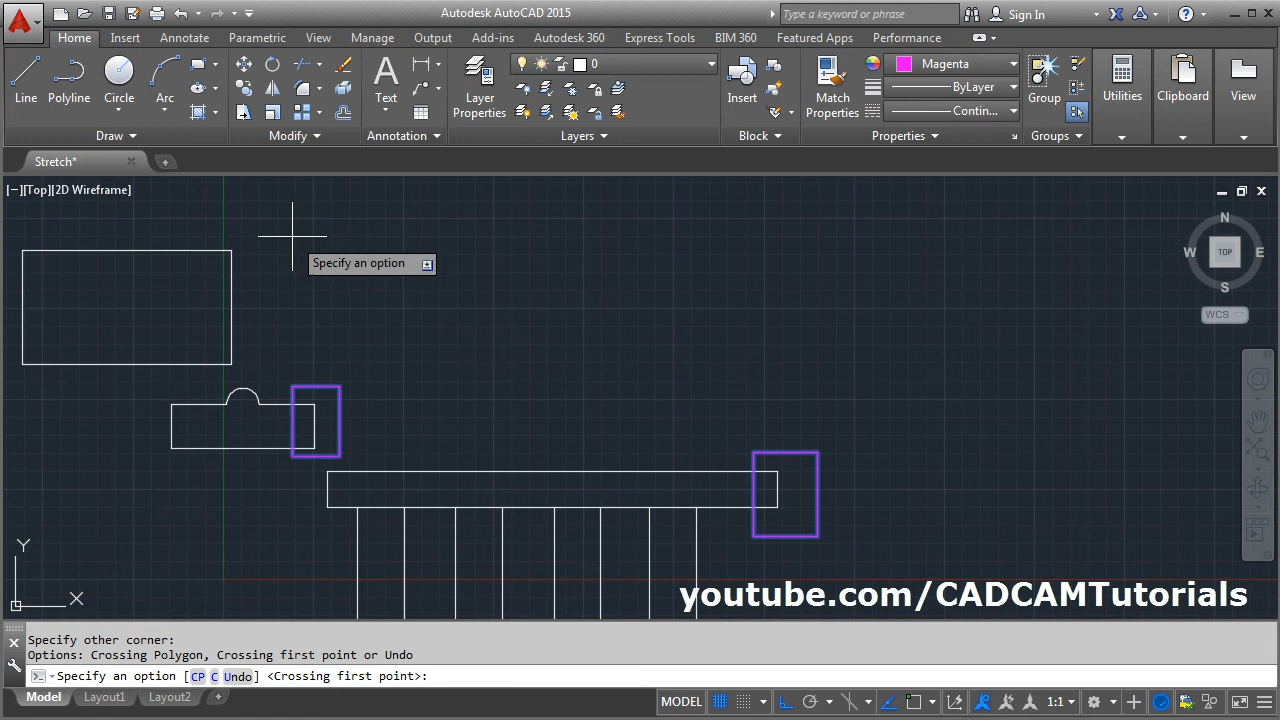 Autodesk AutoCAD 2015
Type a keyword or phrase
Sign In
Home Insert Annotate Parametric View Manage Output Add-ins Autodesk 360 Express Tools BIM 360 Featured Apps Performance
Line Polyline Circle Arc
Text
Layer Properties
0
Insert
Match Properties
Magenta
ByLayer
Contin...
Group
Utilities
Clipboard
View
Draw Modify Annotation Layers Block Properties Groups
Stretch*
[−][Top][2D Wireframe]
N
W TOP E
S
WCS
Specify an option
Y
X
youtube.com/CADCAMTutorials
Specify other corner:
Options: Crossing Polygon, Crossing first point or Undo
Specify an option [CP C Undo] <Crossing first point>:
Model Layout1 Layout2 +
MODEL 1:1